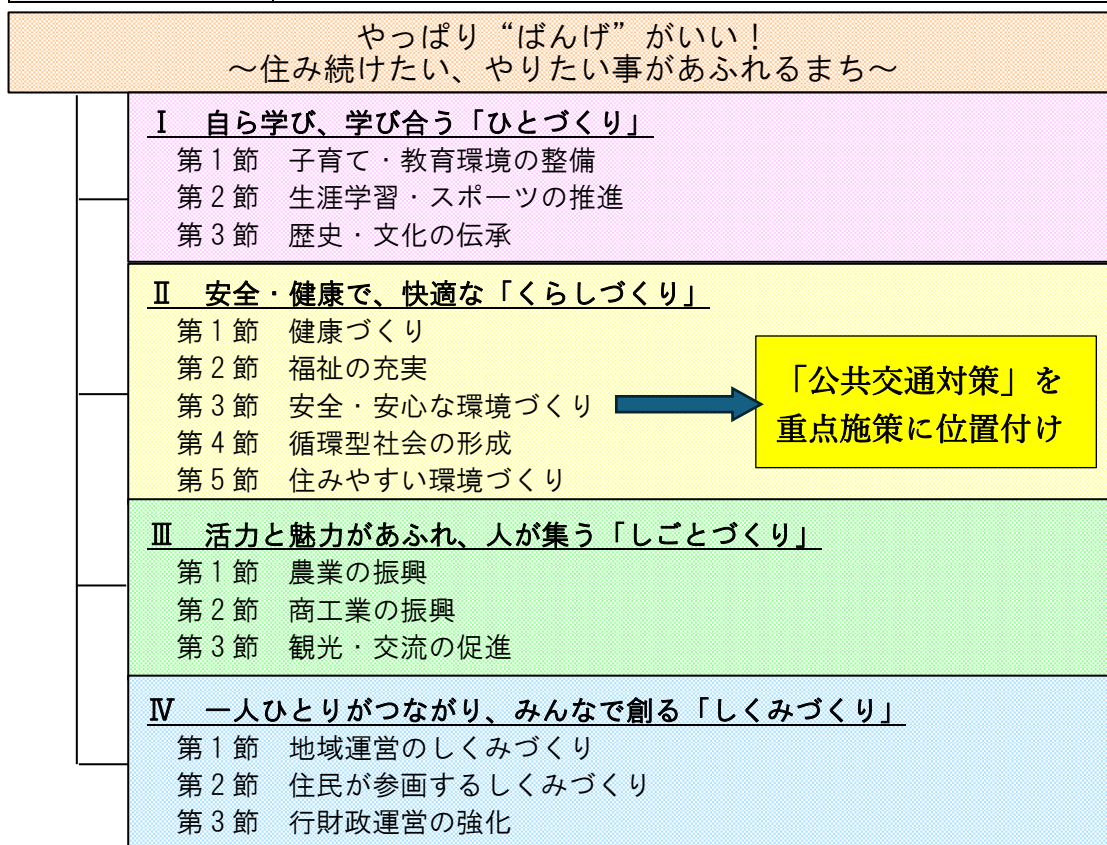 やっぱり“ばんげ”がいい！
～住み続けたい、やりたい事があふれるまち～
Ⅰ　自ら学び、学び合う「ひとづくり」
第１節　子育て・教育環境の整備
第２節　生涯学習・スポーツの推進
第３節　歴史・文化の伝承
Ⅱ　安全・健康で、快適な「くらしづくり」
第１節　健康づくり
第２節　福祉の充実
第３節　安全・安心な環境づくり
第４節　循環型社会の形成
第５節　住みやすい環境づくり
「公共交通対策」を
重点施策に位置付け
Ⅲ　活力と魅力があふれ、人が集う「しごとづくり」
第１節　農業の振興
第２節　商工業の振興
第３節　観光・交流の促進
Ⅳ　一人ひとりがつながり、みんなで創る「しくみづくり」
第１節　地域運営のしくみづくり
第２節　住民が参画するしくみづくり
第３節　行財政運営の強化